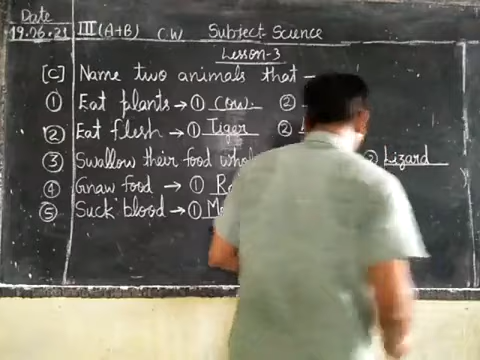 Date
19.06.21 III (A+B) C.W Subject-Science
Lesson-3
[C] Name two animals that —
① Eat plants → ① cow ②
② Eat flesh → ① Tiger ②
③ Swallow their food ② Lizard
④ Gnaw food → ①
⑤ Suck blood → ①